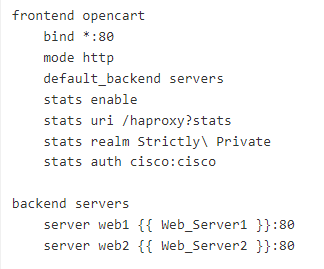 frontend opencart
    bind *:80
    mode http
    default_backend servers
    stats enable
    stats uri /haproxy?stats
    stats realm Strictly\ Private
    stats auth cisco:cisco

backend servers
    server web1 {{ Web_Server1 }}:80
    server web2 {{ Web_Server2 }}:80